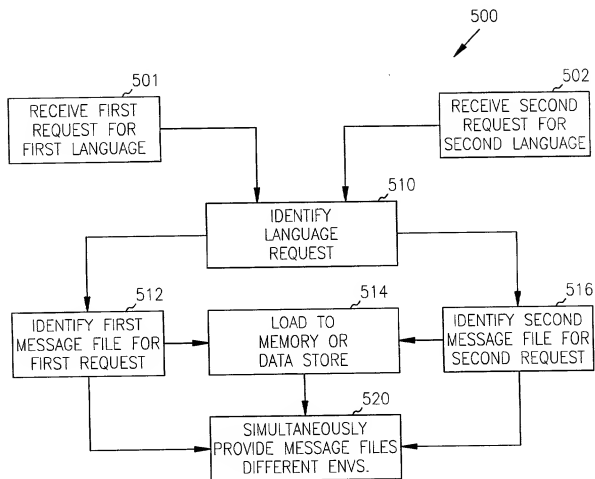 500
501
RECEIVE FIRST
REQUEST FOR
FIRST LANGUAGE
502
RECEIVE SECOND
REQUEST FOR
SECOND LANGUAGE
510
IDENTIFY
LANGUAGE
REQUEST
512
IDENTIFY FIRST
MESSAGE FILE FOR
FIRST REQUEST
514
LOAD TO
MEMORY OR
DATA STORE
516
IDENTIFY SECOND
MESSAGE FILE FOR
SECOND REQUEST
520
SIMULTANEOUSLY
PROVIDE MESSAGE FILES
DIFFERENT ENVS.